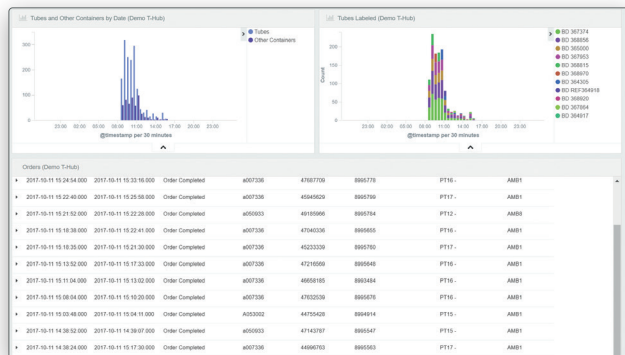 Tubes and Other Containers by Date (Demo T-Hub)
Tubes
Other Containers
300
200
100
0
23:00 02:00 05:00 08:00 11:00 14:00 17:00 20:00 23:00
@timestamp per 30 minutes
Tubes Labeled (Demo T-Hub)
BD 367374
BD 368856
BD 365000
BD 367953
BD 368815
BD 368970
BD 364305
BD REF364918
BD 368920
BD 367864
BD 364917
Count
200
150
100
50
0
23:00 02:00 05:00 08:00 11:00 14:00 17:00 20:00 23:00
@timestamp per 30 minutes
Orders (Demo T-Hub)
2017-10-11 15:24:54.000 2017-10-11 15:33:16.000 Order Completed a007336 47687709 8995778 PT16 - AMB1
2017-10-11 15:22:40.000 2017-10-11 15:25:58.000 Order Completed a007336 45945629 8995799 PT17 - AMB1
2017-10-11 15:21:52.000 2017-10-11 15:22:28.000 Order Completed a050933 49185966 8995784 PT12 - AMB8
2017-10-11 15:18:38.000 2017-10-11 15:22:41.000 Order Completed a007336 47040336 8995655 PT16 - AMB1
2017-10-11 15:18:35.000 2017-10-11 15:21:30.000 Order Completed a007336 45233339 8995760 PT17 - AMB1
2017-10-11 15:13:52.000 2017-10-11 15:17:33.000 Order Completed a007336 47216569 8995648 PT16 - AMB1
2017-10-11 15:11:04.000 2017-10-11 15:13:02.000 Order Completed a007336 46658185 8993484 PT16 - AMB1
2017-10-11 15:08:04.000 2017-10-11 15:10:20.000 Order Completed a007336 47632539 8995676 PT16 - AMB1
2017-10-11 15:03:48.000 2017-10-11 15:04:11.000 Order Completed A053002 44755428 8994914 PT15 - AMB1
2017-10-11 14:38:52.000 2017-10-11 14:39:07.000 Order Completed a050933 47143787 8995547 PT15 - AMB1
2017-10-11 14:38:24.000 2017-10-11 15:17:30.000 Order Completed a007336 44996763 8995563 PT17 - AMB1